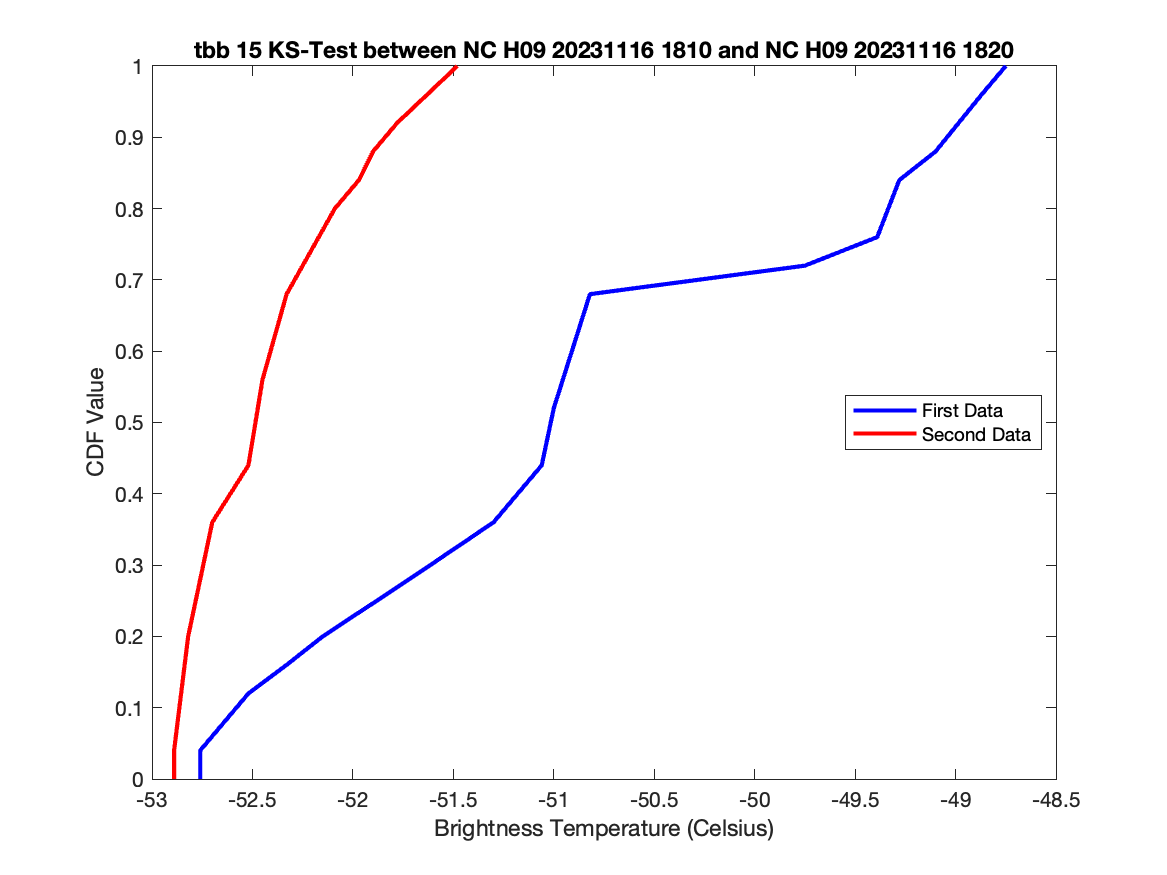 tbb 15 KS-Test between NC H09 20231116 1810 and NC H09 20231116 1820
1
0.9
0.8
0.7
0.6
0.5
0.4
0.3
0.2
0.1
0
CDF Value
First Data
Second Data
-53 -52.5 -52 -51.5 -51 -50.5 -50 -49.5 -49 -48.5
Brightness Temperature (Celsius)